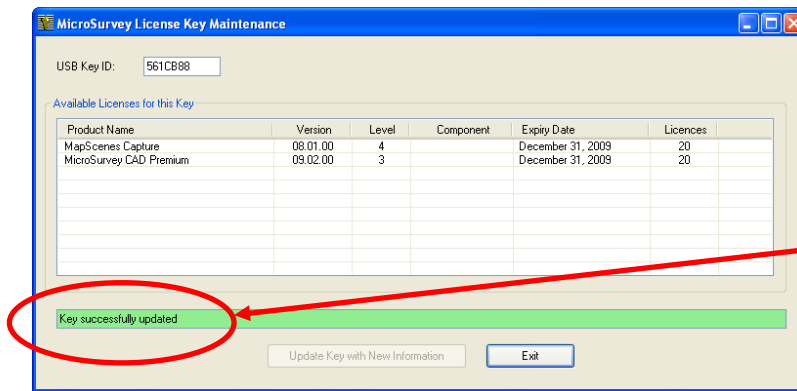 MicroSurvey License Key Maintenance
USB Key ID: 561CB88
Available Licenses for this Key
Product Name Version Level Component Expiry Date Licences
MapScenes Capture 08.01.00 4 December 31, 2009 20
MicroSurvey CAD Premium 09.02.00 3 December 31, 2009 20
Key successfully updated
Update Key with New Information Exit